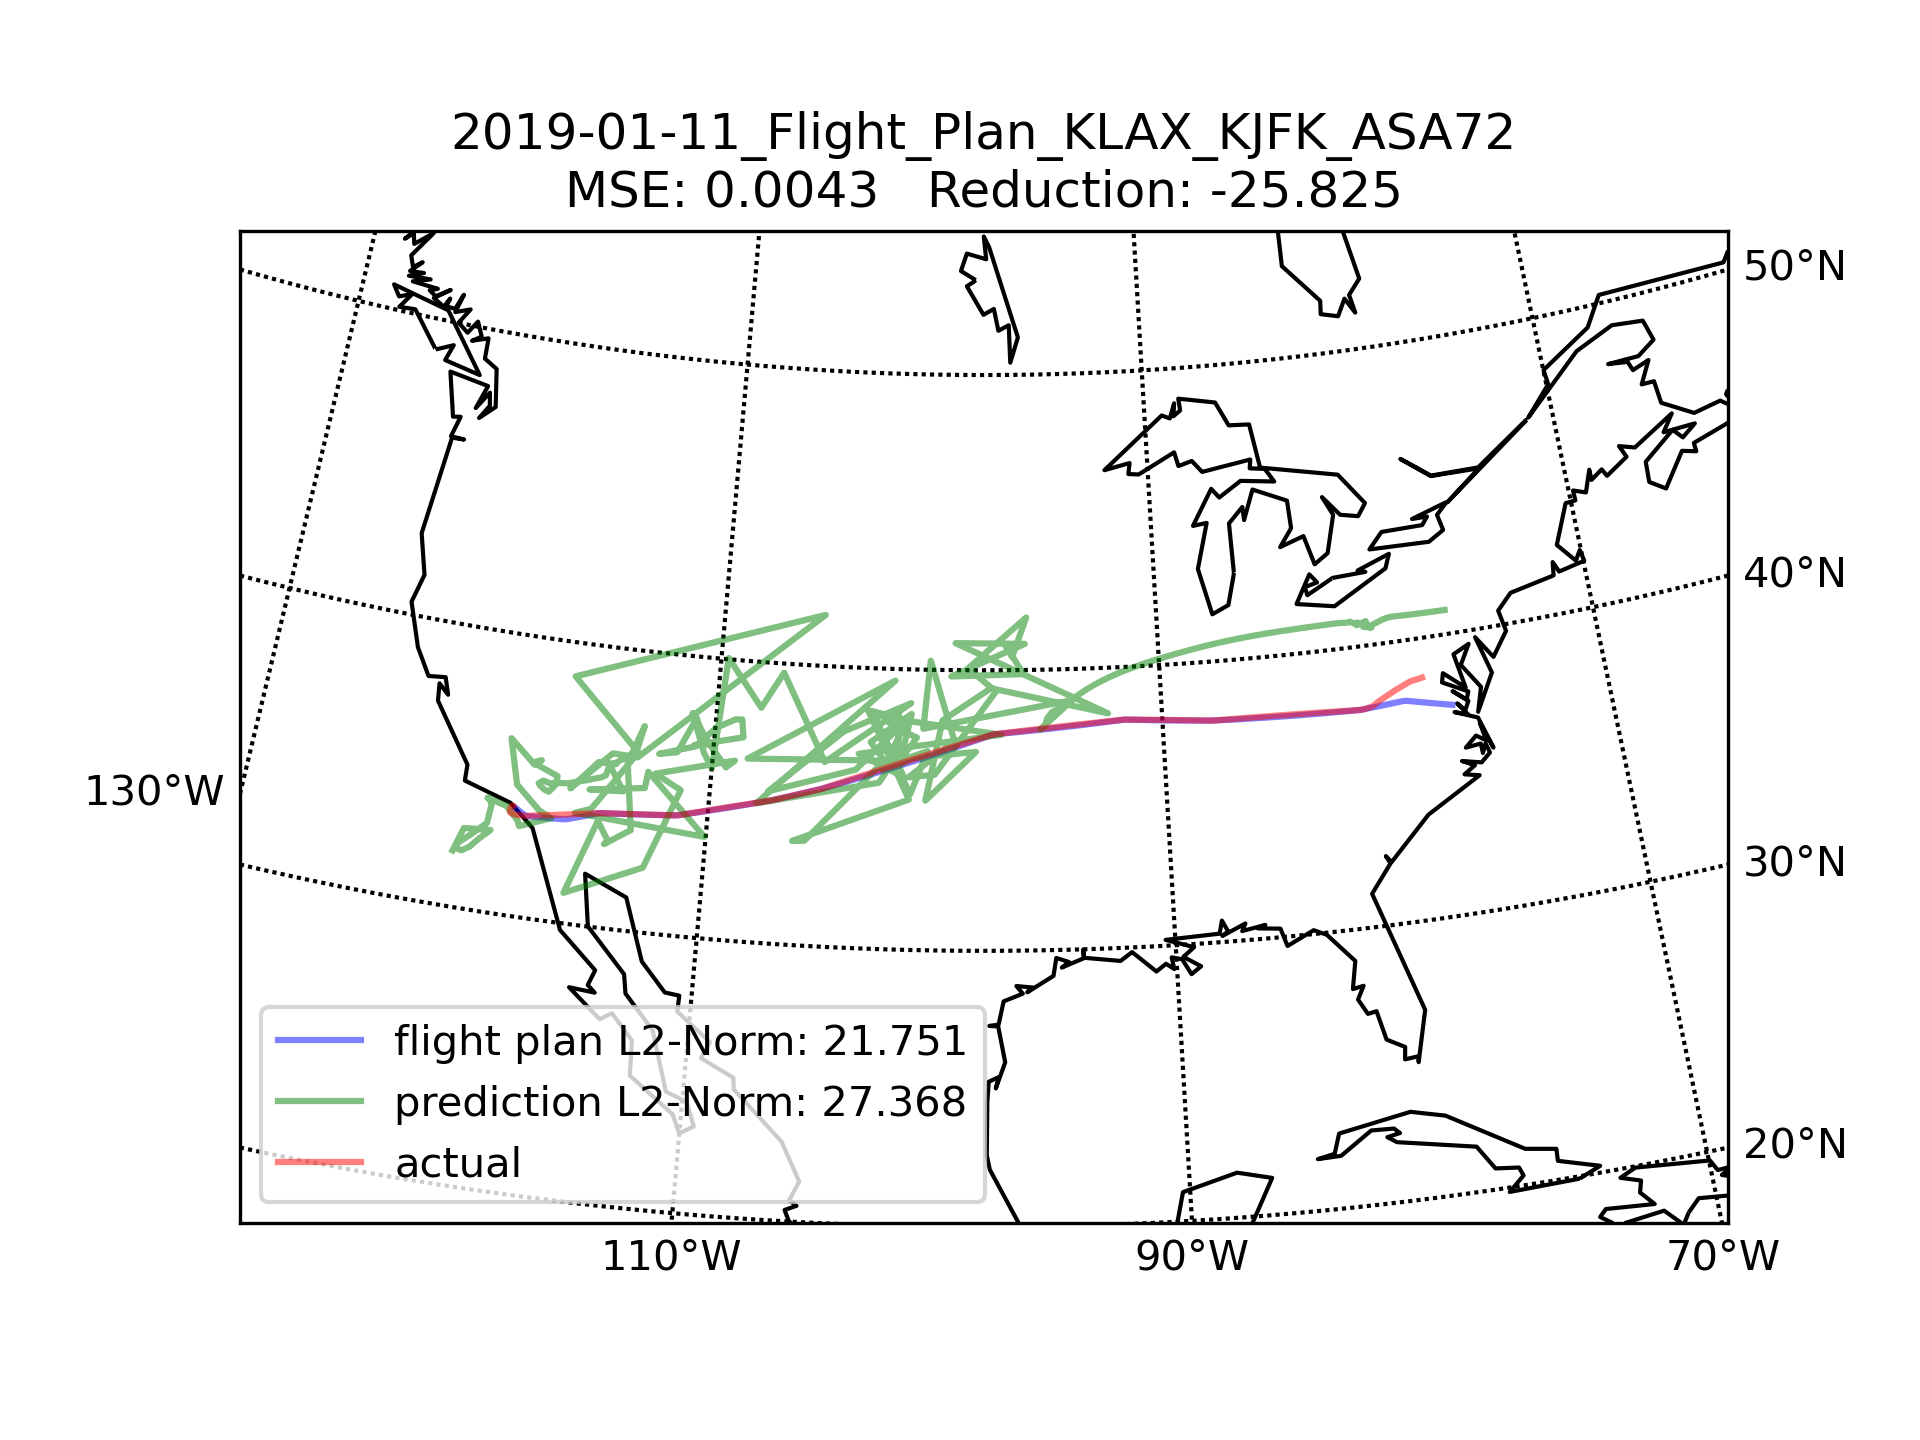 2019-01-11_Flight_Plan_KLAX_KJFK_ASA72
MSE: 0.0043   Reduction: -25.825
50°N
40°N
130°W
30°N
20°N
flight plan L2-Norm: 21.751
prediction L2-Norm: 27.368
actual
110°W
90°W
70°W